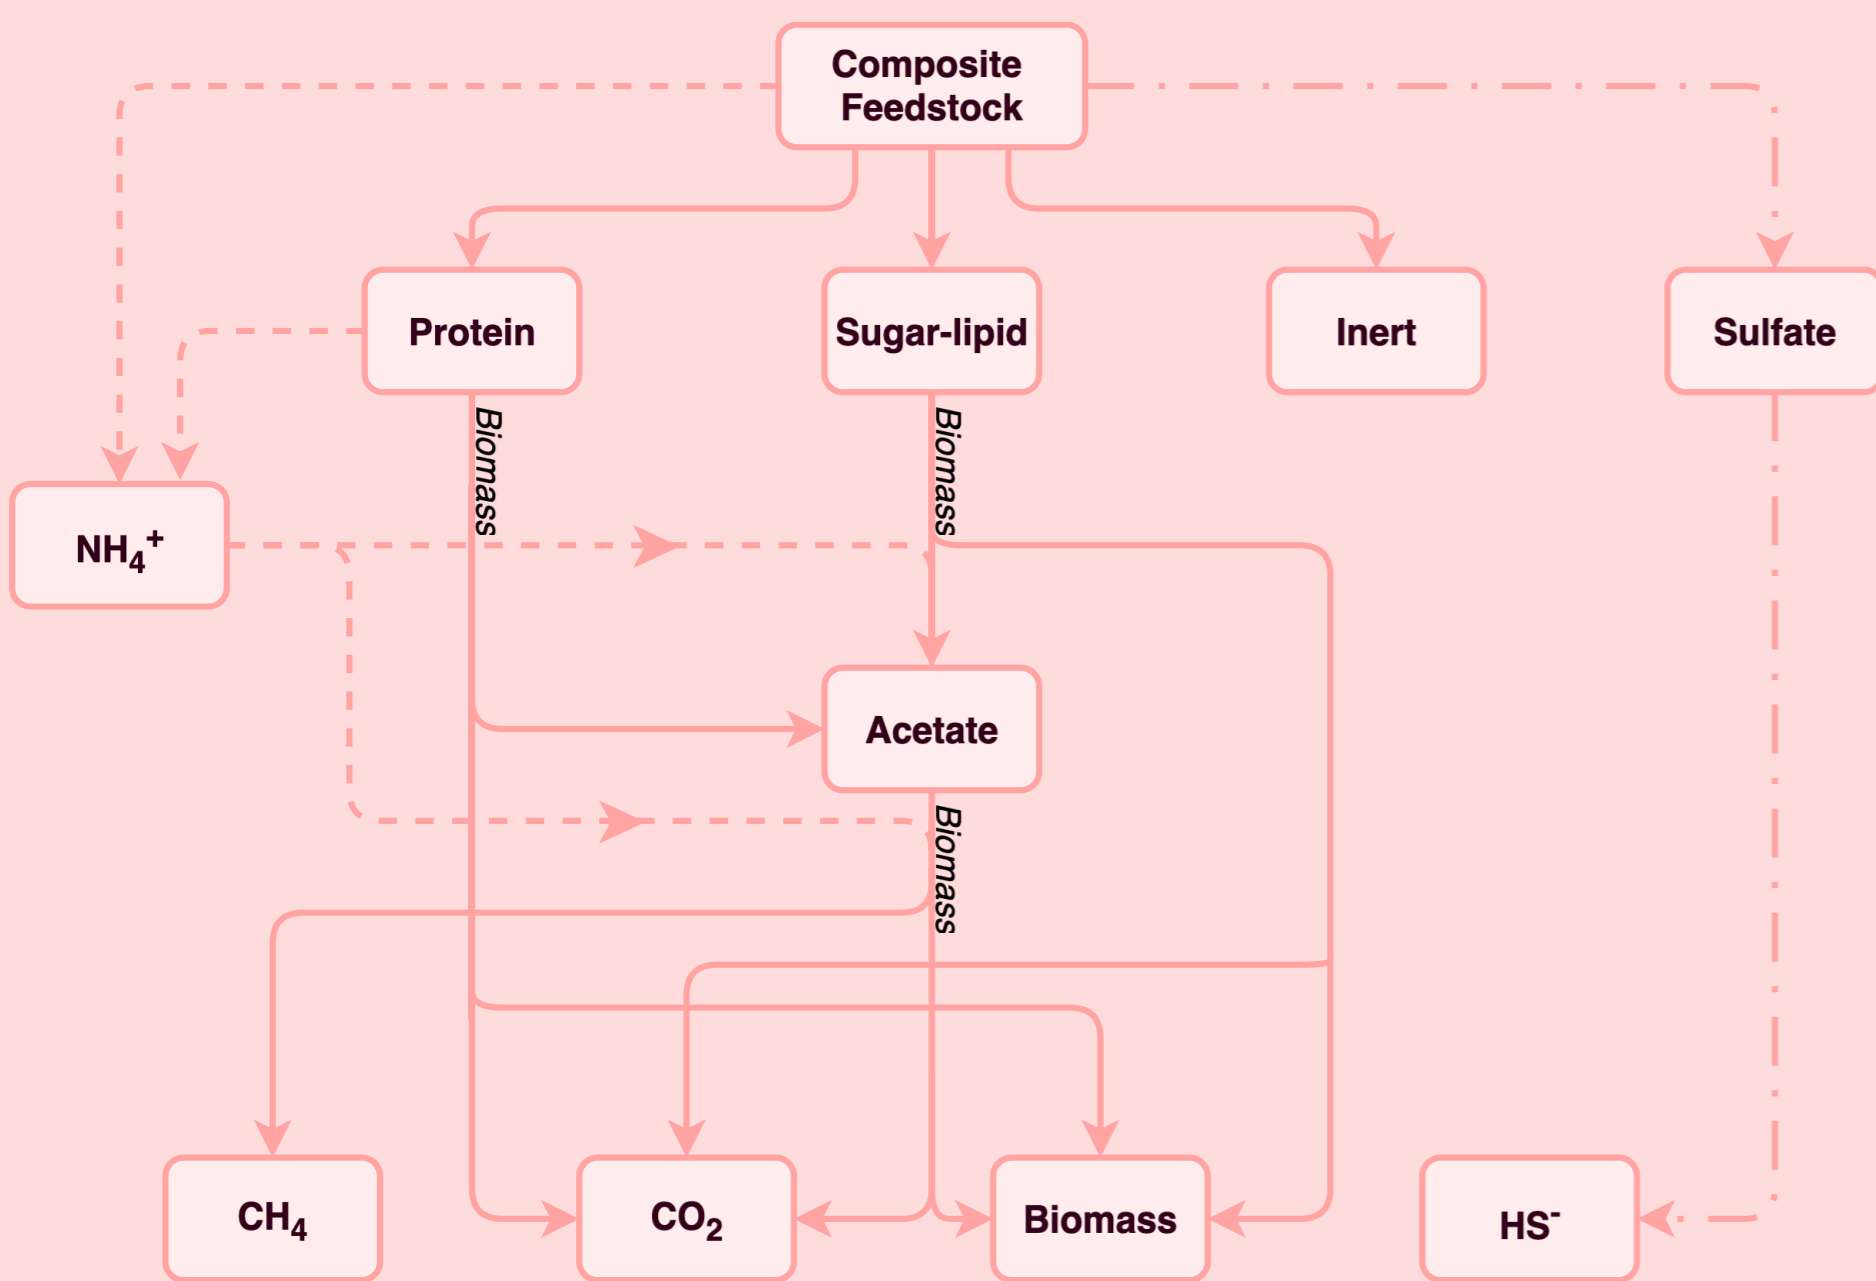 Composite
Feedstock
Protein
Sugar-lipid
Inert
Sulfate
Biomass
Biomass
NH₄⁺
Acetate
Biomass
CH₄
CO₂
Biomass
HS⁻